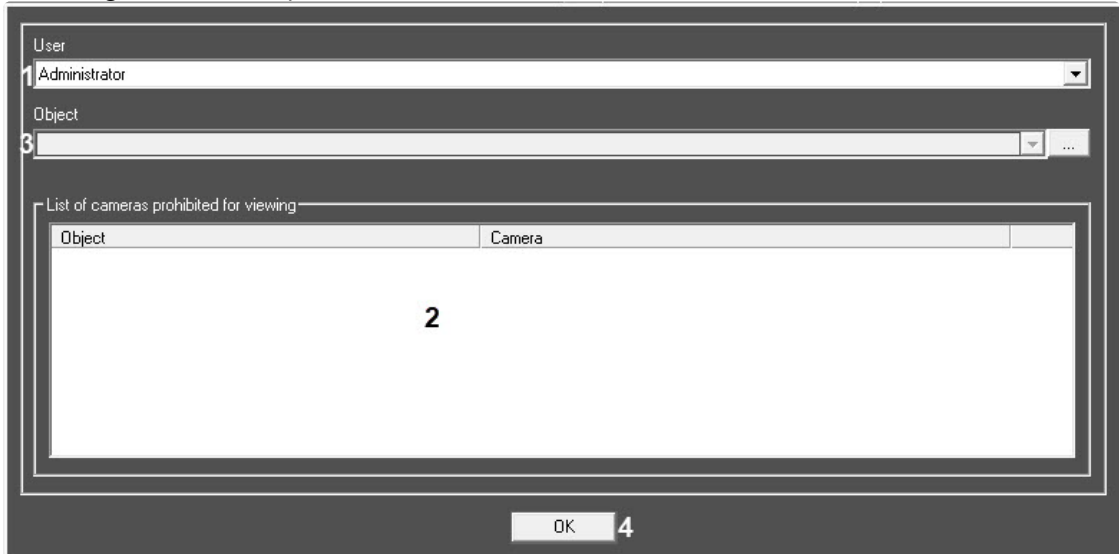 User
1 Administrator
Object
3 ...
List of cameras prohibited for viewing
Object Camera
2
OK 4